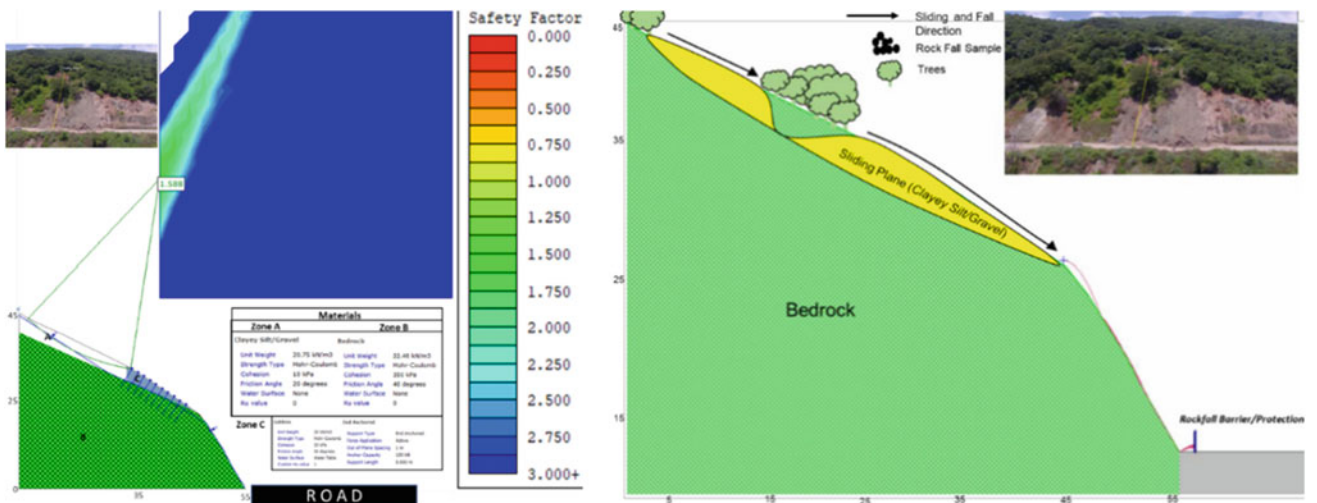 Safety Factor
0.000
0.250
0.500
0.750
1.000
1.250
1.500
1.750
2.000
2.250
2.500
2.750
3.000+
1.588
45
25
0
A
B
35
55
ROAD
Materials
Zone A Zone B
Clayey Silt/Gravel Bedrock
Unit Weight 20.75 kN/m3 Unit Weight 22.40 kN/m3
Strength Type Mohr-Coulomb Strength Type Mohr-Coulomb
Cohesion 10 kPa Cohesion 200 kPa
Friction Angle 20 degrees Friction Angle 40 degrees
Water Surface None Water Surface None
Ru value 0 Ru value 0
Zone C
Sliding and Fall
Direction
Rock Fall Sample
Trees
45
35
25
15
Sliding Plane (Clayey Silt/Gravel)
Bedrock
Rockfall Barrier/Protection
5
15
25
35
45
55